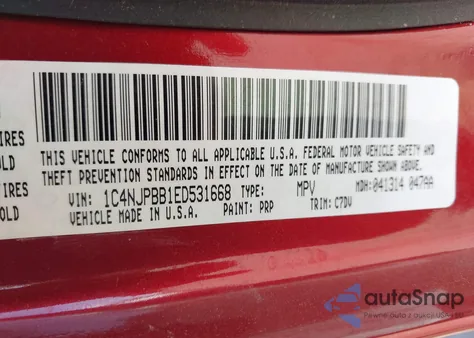 IRES
OLD
IRES
OLD
THIS VEHICLE CONFORMS TO ALL APPLICABLE U.S.A. FEDERAL MOTOR VEHICLE SAFETY AND
THEFT PREVENTION STANDARDS IN EFFECT ON THE DATE OF MANUFACTURE SHOWN ABOVE.
VIN: 1C4NJPBB1ED531668 TYPE: MPV MDH: 041314 047AA
VEHICLE MADE IN U.S.A. PAINT: PRP TRIM: C7DV
autaSnap